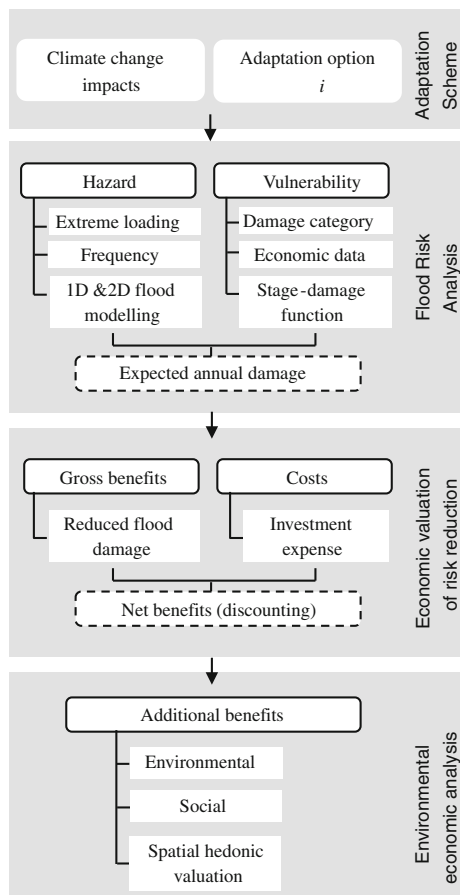 Climate change
impacts
Adaptation option
i
Adaptation
Scheme
Hazard
Vulnerability
Extreme loading
Damage category
Frequency
Economic data
1D &2D flood
modelling
Stage-damage
function
Expected annual damage
Flood Risk
Analysis
Gross benefits
Costs
Reduced flood
damage
Investment
expense
Net benefits (discounting)
Economic valuation
of risk reduction
Additional benefits
Environmental
Social
Spatial hedonic
valuation
Environmental
economic analysis